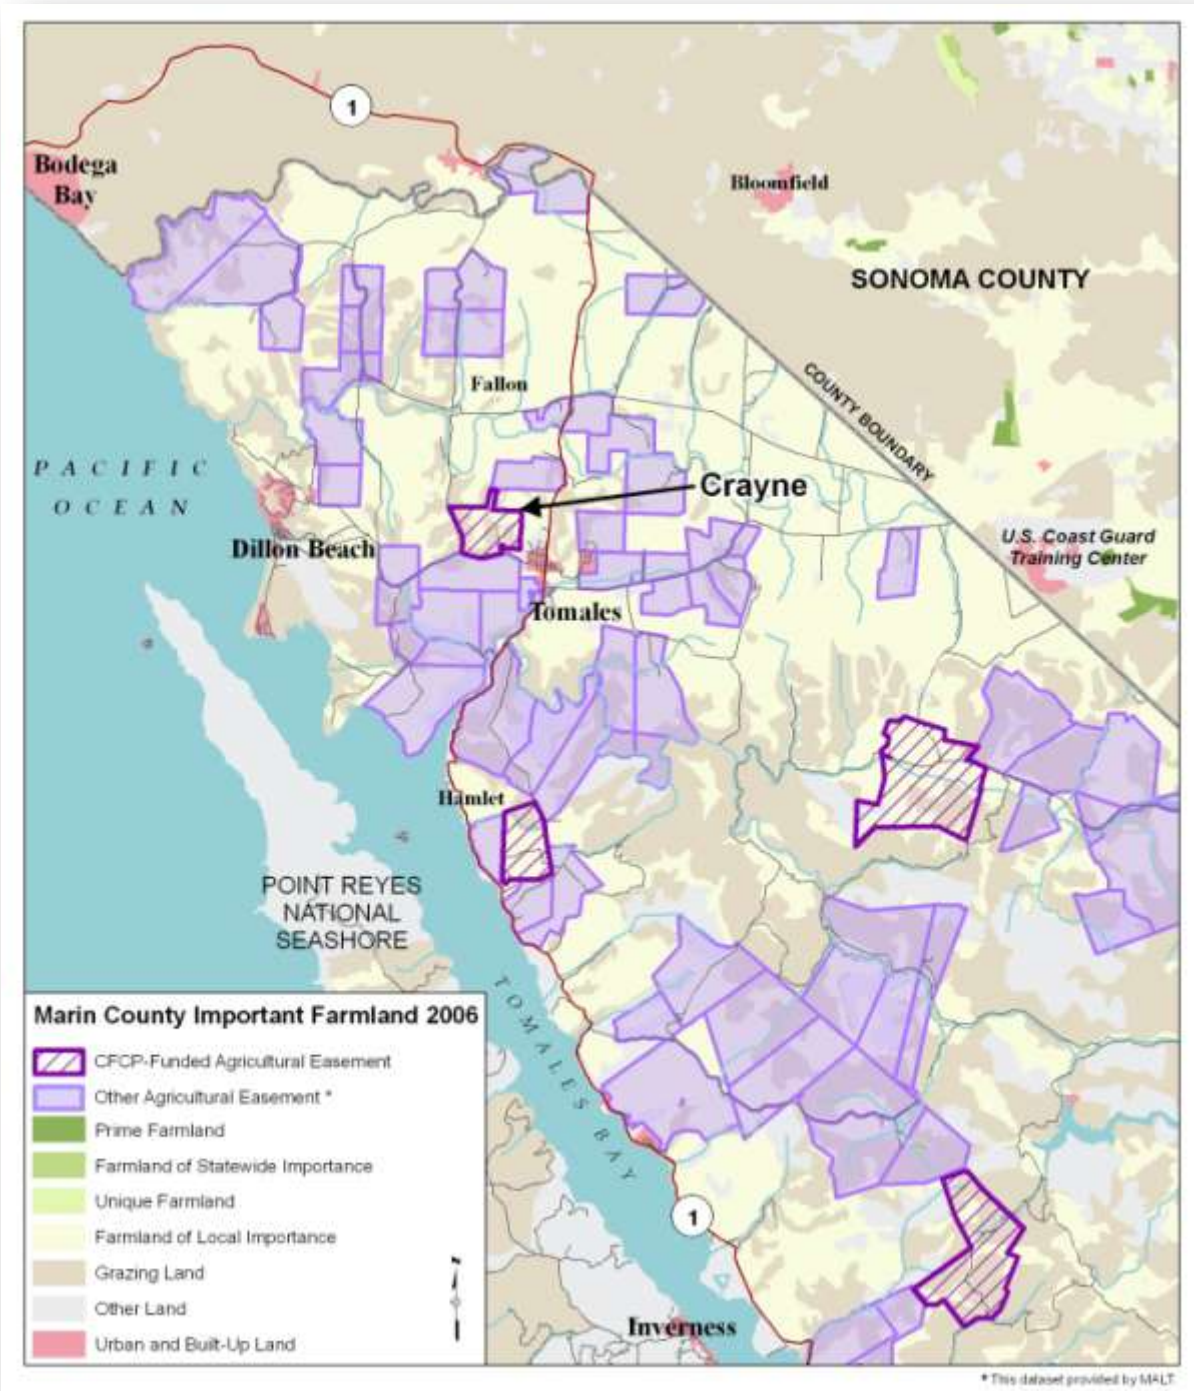 1
Bodega
Bay
Bloomfield
SONOMA COUNTY
Fallon
COUNTY BOUNDARY
PACIFIC
OCEAN
Crayne
Dillon Beach
U.S. Coast Guard
Training Center
Tomales
Hamlet
POINT REYES
NATIONAL
SEASHORE
TOMALES BAY
Marin County Important Farmland 2006
CFCP-Funded Agricultural Easement
Other Agricultural Easement *
Prime Farmland
Farmland of Statewide Importance
Unique Farmland
Farmland of Local Importance
Grazing Land
Other Land
Urban and Built-Up Land
1
Inverness
* This dataset provided by MALT.